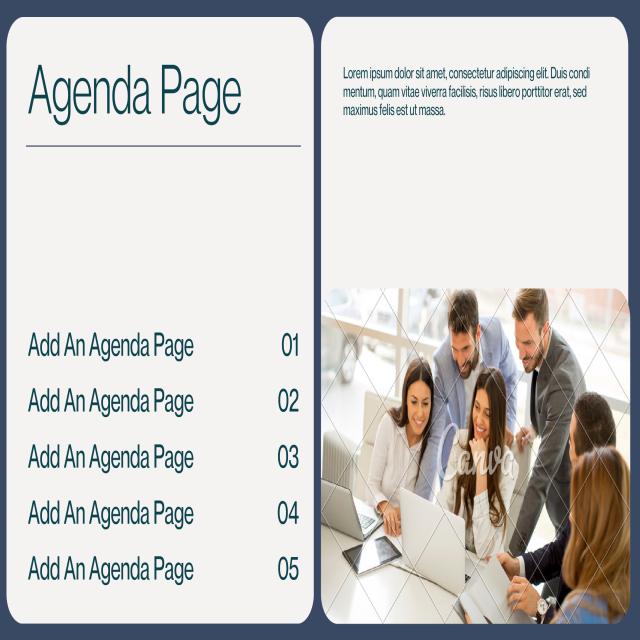 Agenda Page
Add An Agenda Page 01
Add An Agenda Page 02
Add An Agenda Page 03
Add An Agenda Page 04
Add An Agenda Page 05
Lorem ipsum dolor sit amet, consectetur adipiscing elit. Duis condi
mentum, quam vitae viverra facilisis, risus libero porttitor erat, sed
maximus felis est ut massa.
Canva